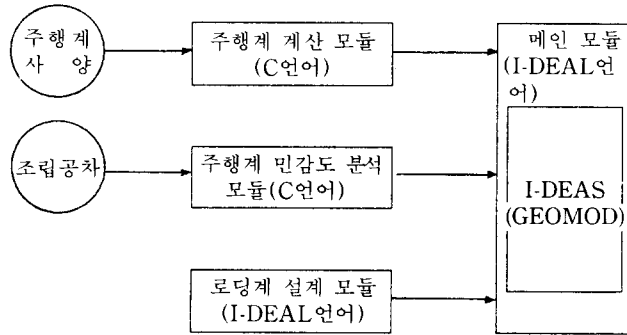 주행계
사 양
주행계 계산 모듈
(C언어)
메인 모듈
(I-DEAL언
어)
조립공차
주행계 민감도 분석
모듈(C언어)
I-DEAS
(GEOMOD)
로딩계 설계 모듈
(I-DEAL언어)